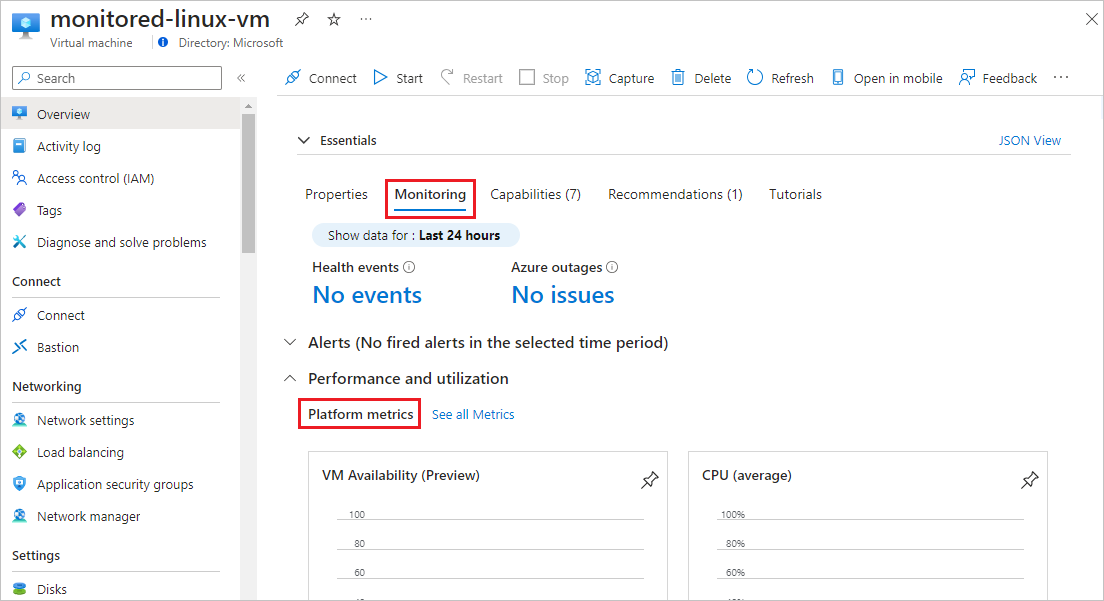 monitored-linux-vm
Virtual machine
Directory: Microsoft
Search
Overview
Activity log
Access control (IAM)
Tags
Diagnose and solve problems
Connect
Connect
Bastion
Networking
Network settings
Load balancing
Application security groups
Network manager
Settings
Disks
Connect Start Restart Stop Capture Delete Refresh Open in mobile Feedback
Essentials
JSON View
Properties Monitoring Capabilities (7) Recommendations (1) Tutorials
Show data for : Last 24 hours
Health events Azure outages
No events No issues
Alerts (No fired alerts in the selected time period)
Performance and utilization
Platform metrics See all Metrics
VM Availability (Preview)
100
80
60
CPU (average)
100%
80%
60%